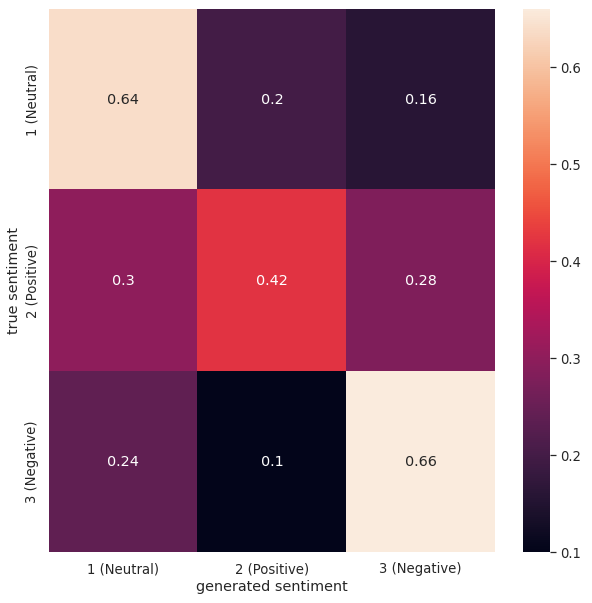 1 (Neutral)
0.64
0.2
0.16
true sentiment
2 (Positive)
0.3
0.42
0.28
3 (Negative)
0.24
0.1
0.66
1 (Neutral)
2 (Positive)
3 (Negative)
generated sentiment
0.6
0.5
0.4
0.3
0.2
0.1